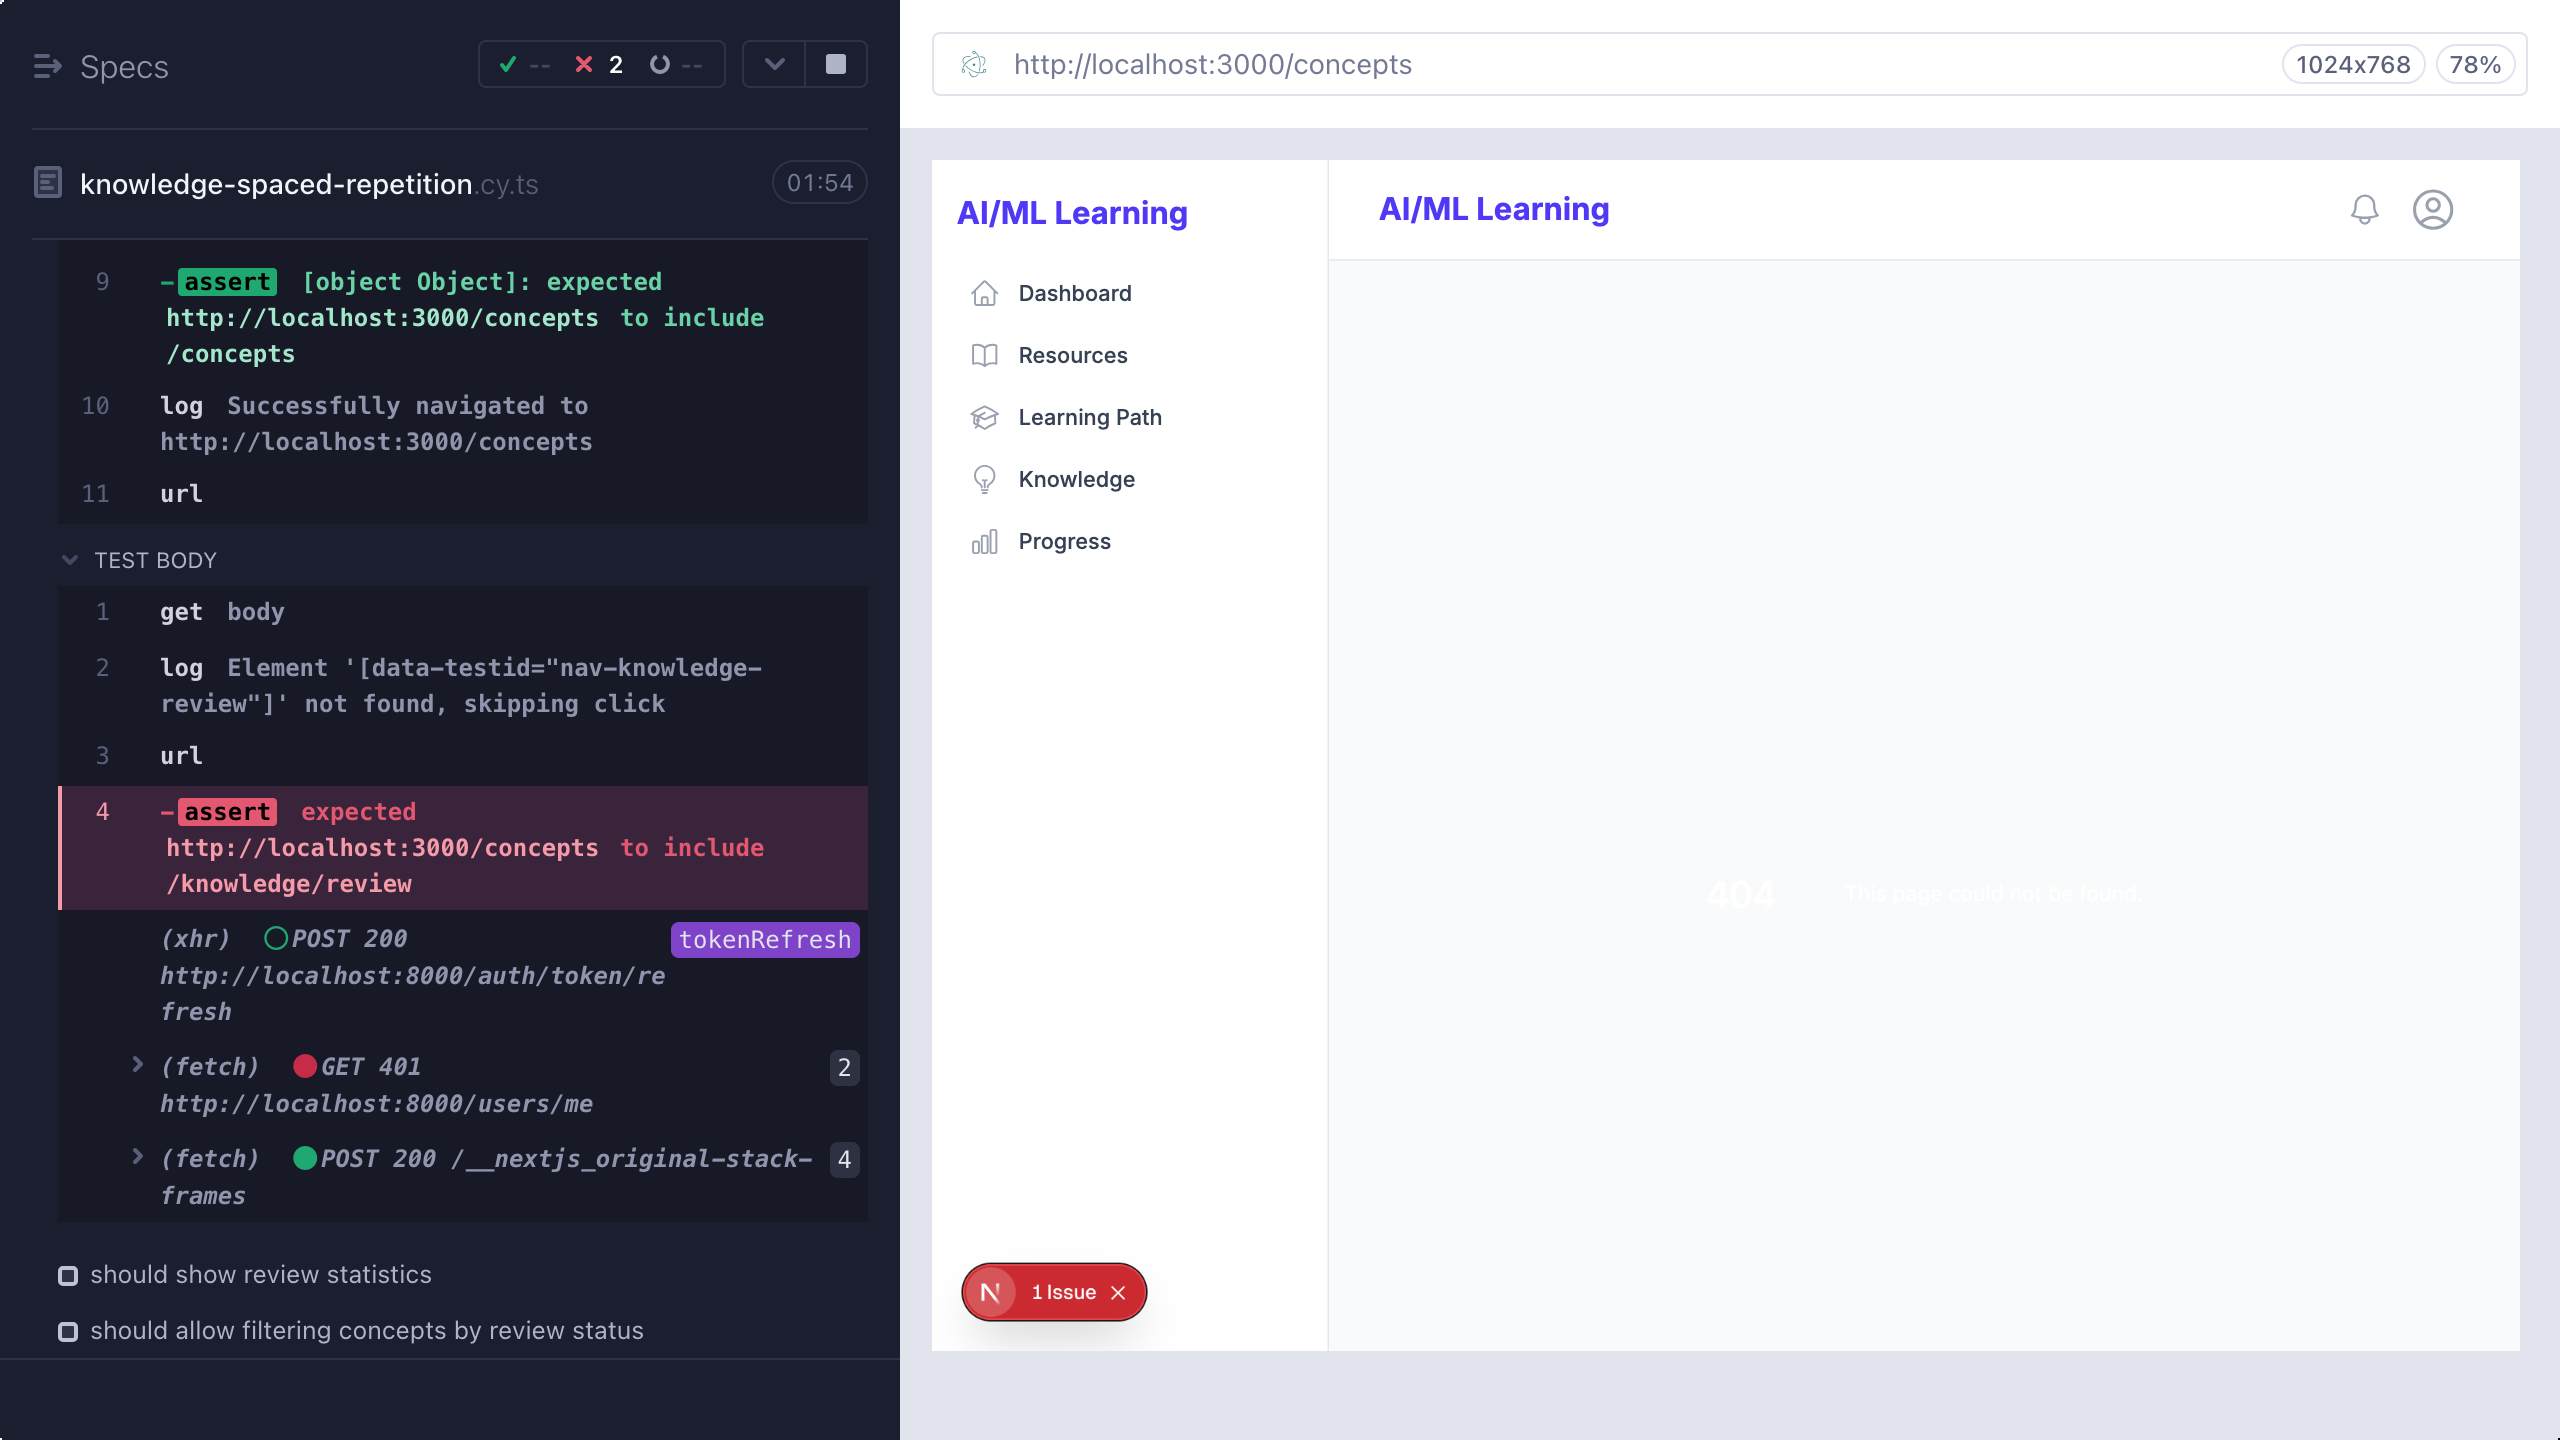 Specs
-- 2 --
knowledge-spaced-repetition.cy.ts 01:54
9 -assert [object Object]: expected
http://localhost:3000/concepts to include
/concepts
10 log Successfully navigated to
http://localhost:3000/concepts
11 url
TEST BODY
1 get body
2 log Element '[data-testid="nav-knowledge-
review"]' not found, skipping click
3 url
4 -assert expected
http://localhost:3000/concepts to include
/knowledge/review
(xhr) POST 200 tokenRefresh
http://localhost:8000/auth/token/re
fresh
(fetch) GET 401 2
http://localhost:8000/users/me
(fetch) POST 200 /__nextjs_original-stack- 4
frames
should show review statistics
should allow filtering concepts by review status
http://localhost:3000/concepts 1024x768 78%
AI/ML Learning
Dashboard
Resources
Learning Path
Knowledge
Progress
N 1 Issue
AI/ML Learning
404 This page could not be found.